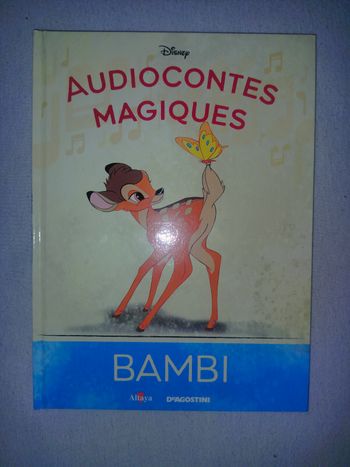 Disney
AUDIOCONTES
MAGIQUES
BAMBI
Altaya DeAGOSTINI